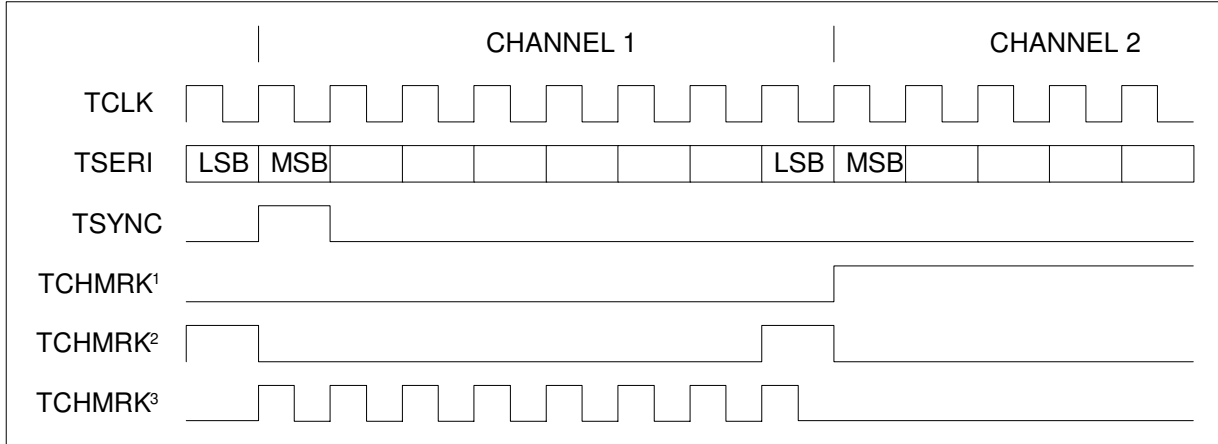 CHANNEL 1 CHANNEL 2
TCLK
TSERI LSB MSB LSB MSB
TSYNC
TCHMRK¹
TCHMRK²
TCHMRK³